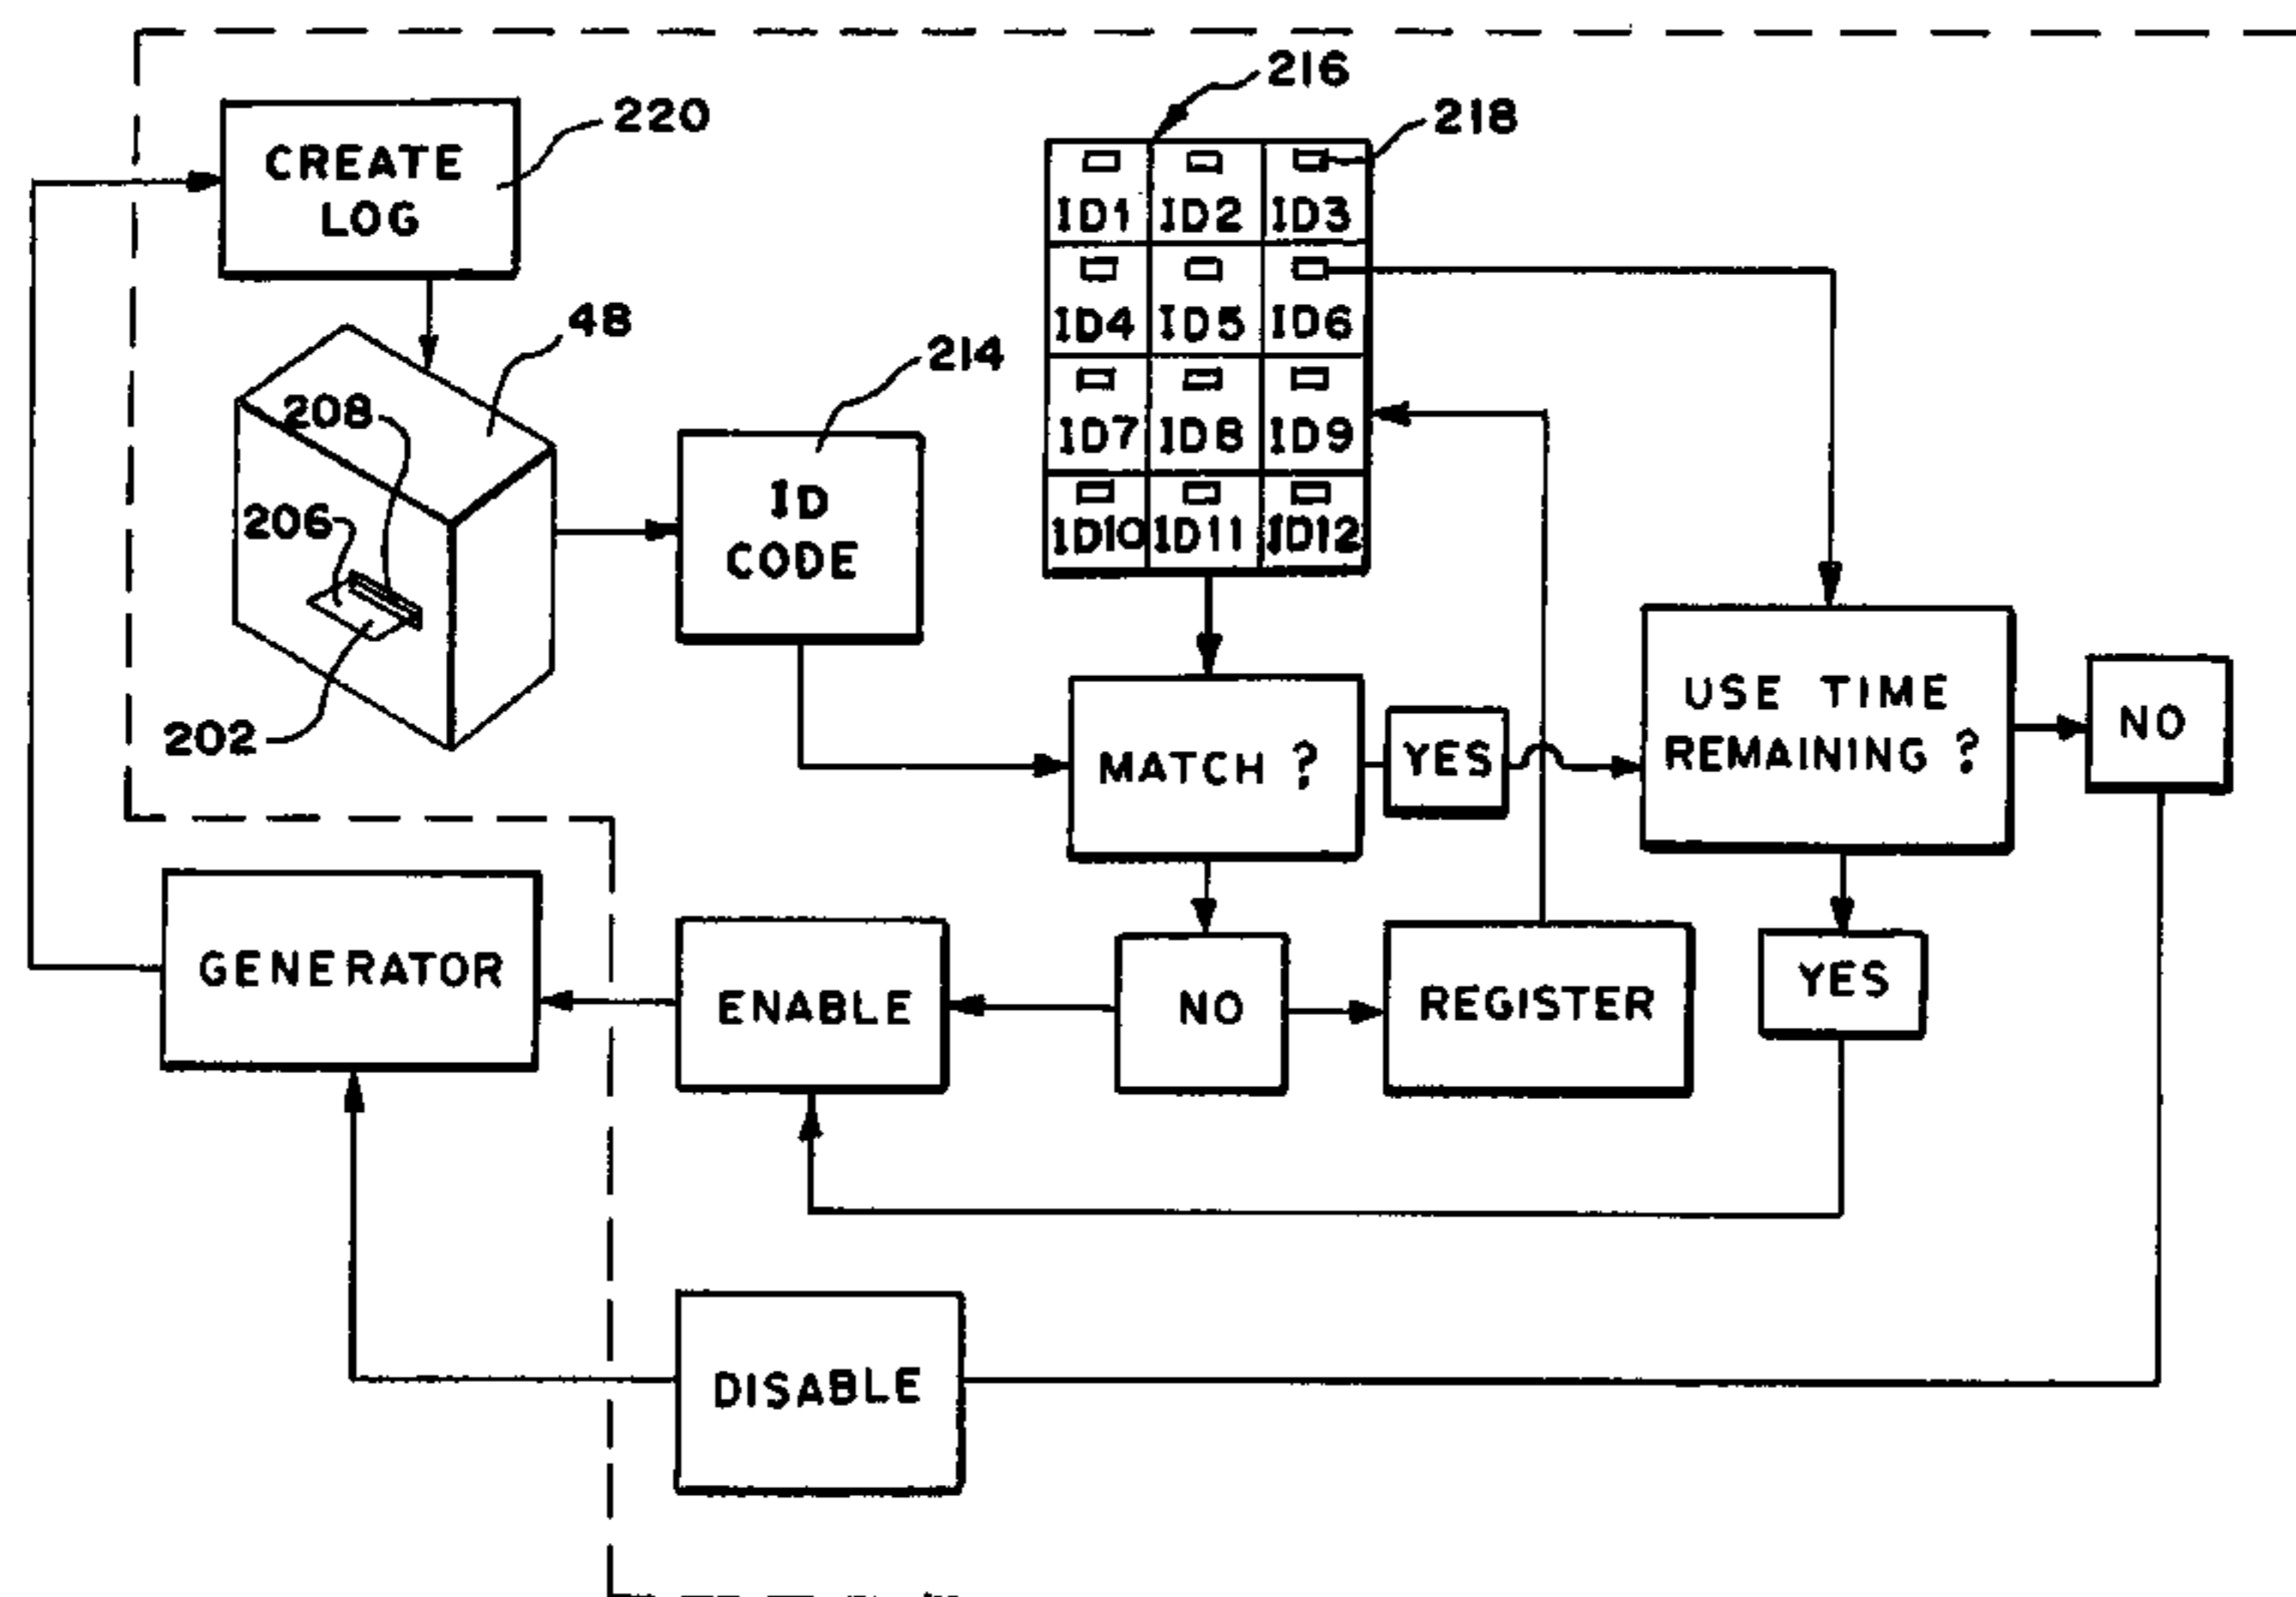 216
220
218
CREATE
LOG
ID1 ID2 ID3
48
ID4 ID5 ID6
214
208
ID7 ID8 ID9
ID
CODE
206
ID10 ID11 ID12
USE TIME
REMAINING ?
NO
202
MATCH ?
YES
GENERATOR
ENABLE
NO
REGISTER
YES
DISABLE